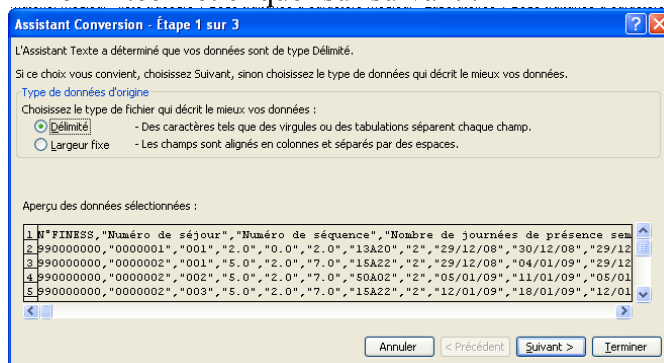 Assistant Conversion - Étape 1 sur 3
L'Assistant Texte a déterminé que vos données sont de type Délimité.
Si ce choix vous convient, choisissez Suivant, sinon choisissez le type de données qui décrit le mieux vos données.
Type de données d'origine
Choisissez le type de fichier qui décrit le mieux vos données :
Délimité - Des caractères tels que des virgules ou des tabulations séparent chaque champ.
Largeur fixe - Les champs sont alignés en colonnes et séparés par des espaces.
Aperçu des données sélectionnées :
1 N°FINESS,"Numéro de séjour","Numéro de séquence","Nombre de journées de présence sem
2 990000000,"0000001","001","2.0","0.0","2.0","13A20","2","29/12/08","30/12/08","29/12
3 990000000,"0000002","001","5.0","2.0","7.0","15A22","2","29/12/08","04/01/09","29/12
4 990000000,"0000002","002","5.0","2.0","7.0","50A02","2","05/01/09","11/01/09","05/01
5 990000000,"0000002","003","5.0","2.0","7.0","15A22","2","12/01/09","18/01/09","12/01
Annuler < Précédent Suivant > Terminer